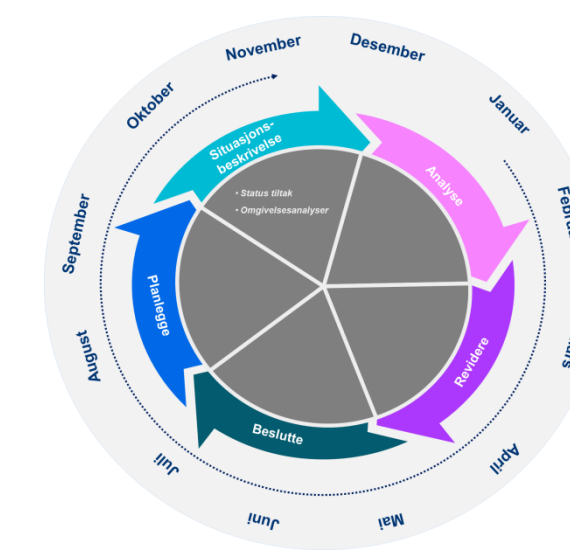 November
Desember
Oktober
Januar
Situasjons-
beskrivelse
Analyse
• Status tiltak
• Omgivelsesanalyser
September
Planlegge
Revidere
August
Beslutte
April
Juli
Juni
Mai